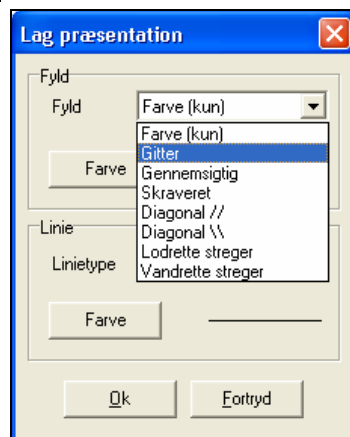 Lag præsentation
Fyld
Fyld
Farve (kun)
Farve (kun)
Gitter
Gennemsigtig
Farve
Skraveret
Diagonal //
Diagonal \\
Linie
Lodrette streger
Linietype
Vandrette streger
Farve
Ok
Fortryd